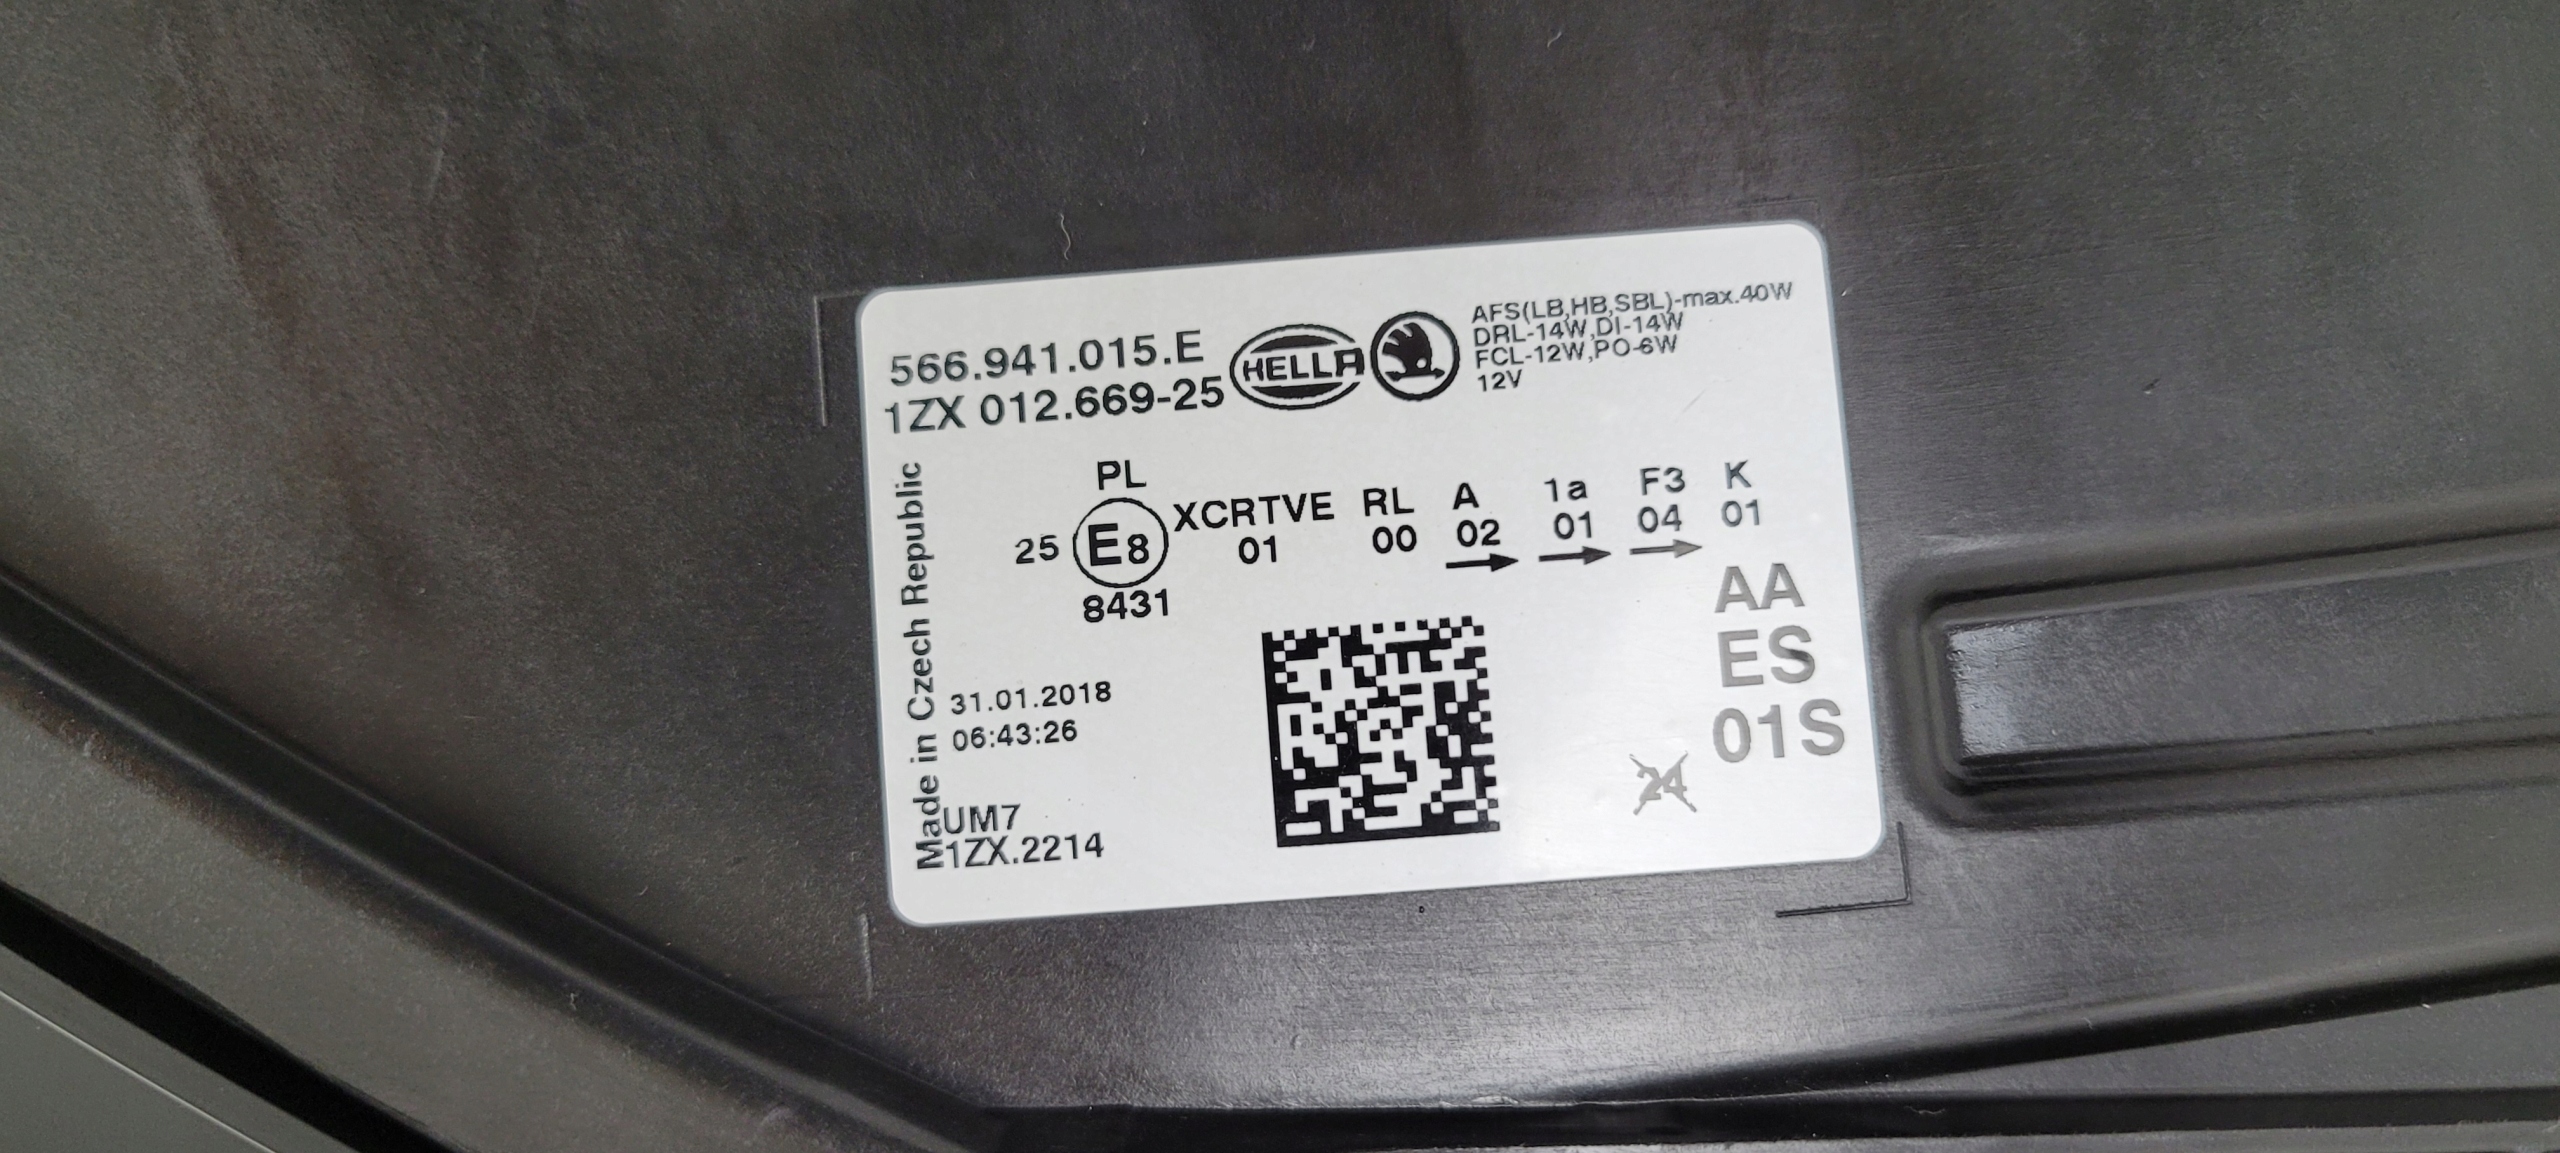 566.941.015.E
1ZX 012.669-25
HELLA
AFS(LB,HB,SBL)-max.40W
DRL-14W,DI-14W
FCL-12W,PO-6W
12V
Made in Czech Republic
PL
25 E8 XCRTVE RL A 1a F3 K
01 00 02 01 04 01
8431
AA
ES
01S
31.01.2018
06:43:26
24
UM7
1ZX.2214